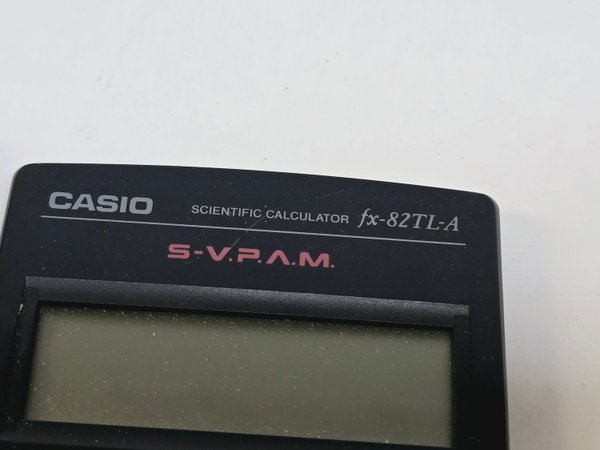 CASIO SCIENTIFIC CALCULATOR fx-82TL-A
S-V.P.A.M.